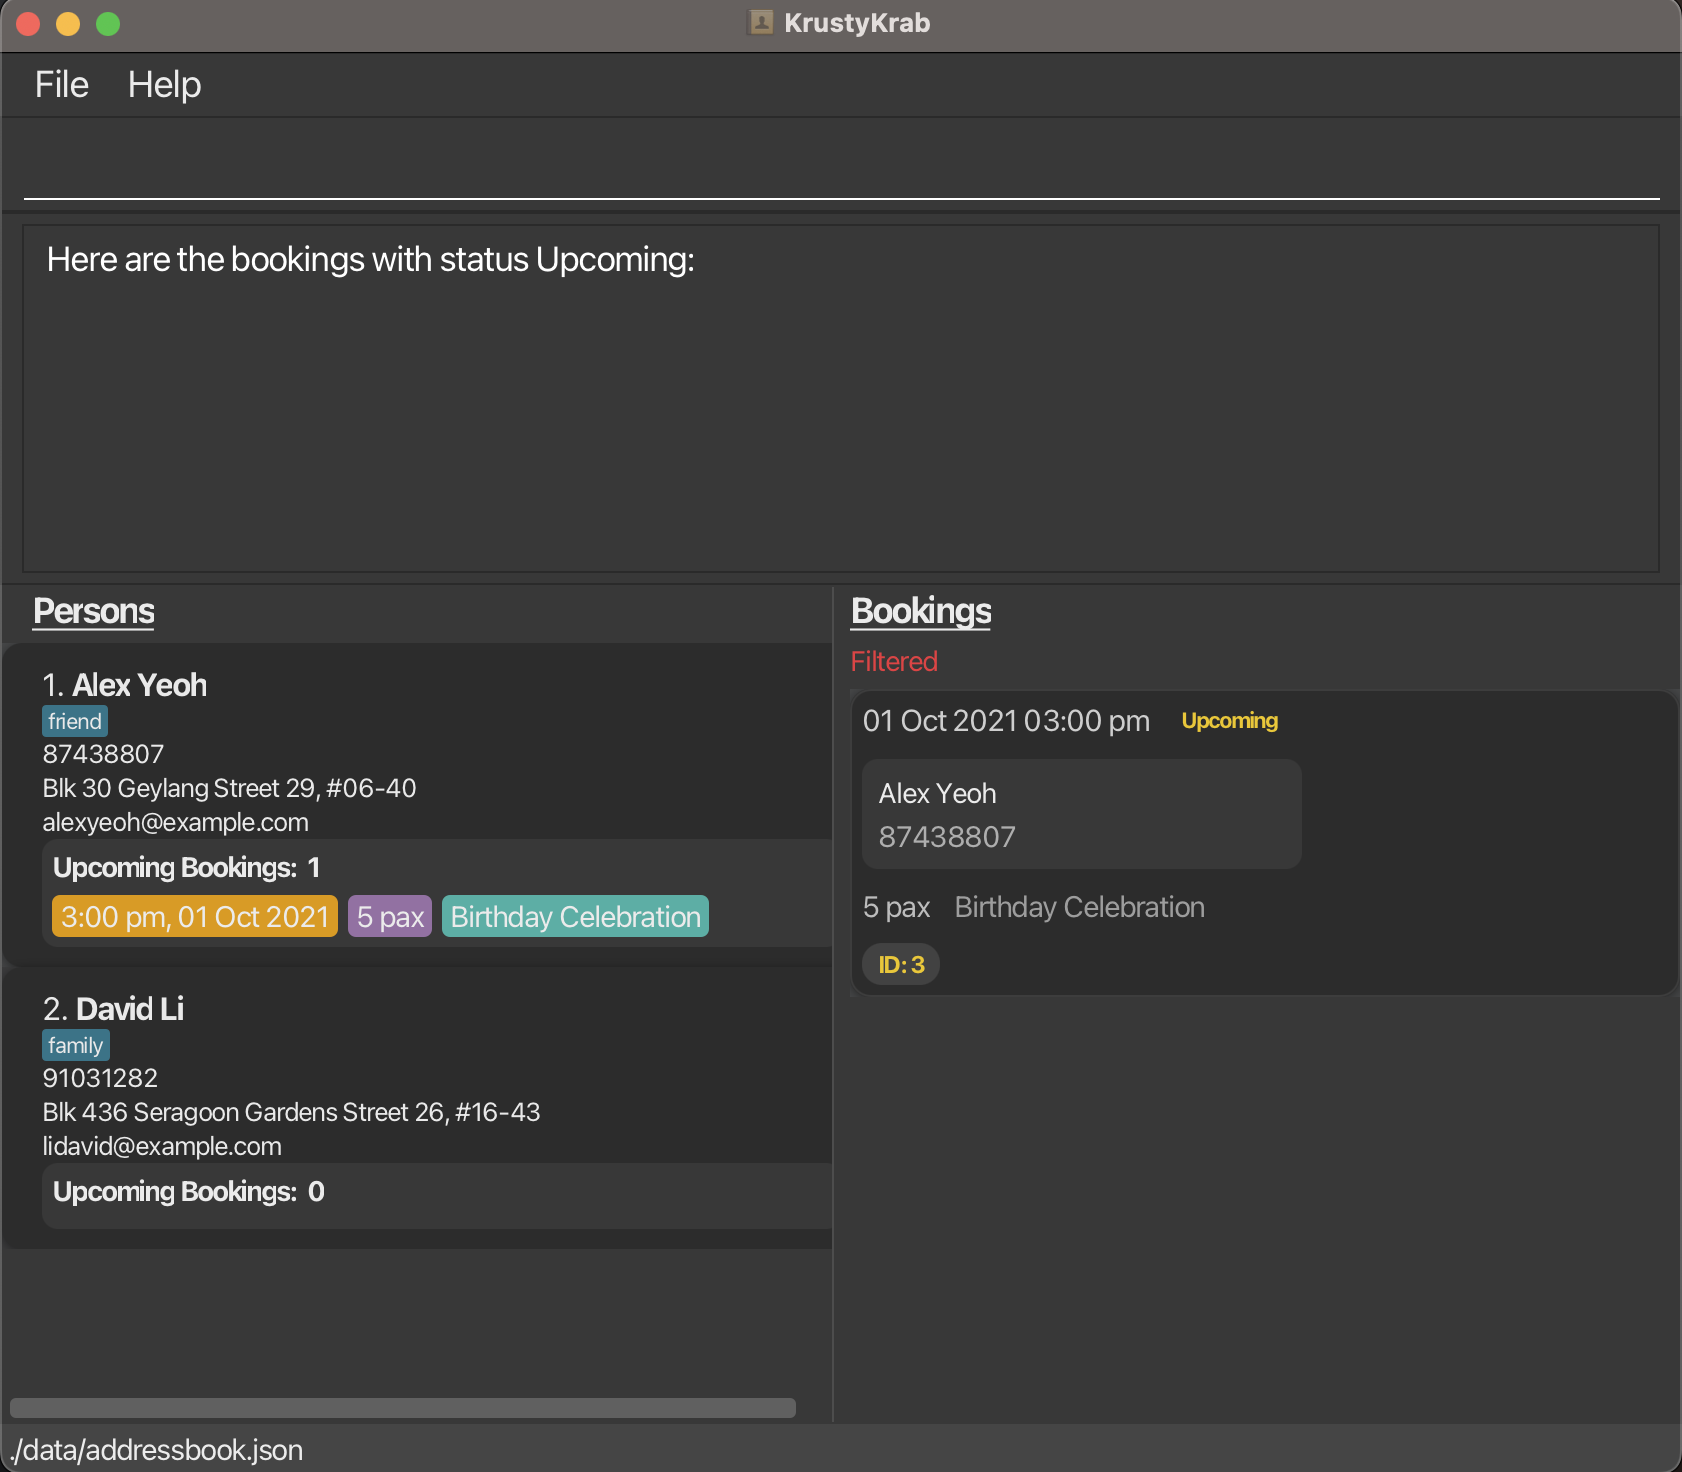 KrustyKrab
File Help
Here are the bookings with status Upcoming:
Persons
1. Alex Yeoh
friend
87438807
Blk 30 Geylang Street 29, #06-40
alexyeoh@example.com
Upcoming Bookings: 1
3:00 pm, 01 Oct 2021 5 pax Birthday Celebration
2. David Li
family
91031282
Blk 436 Seragoon Gardens Street 26, #16-43
lidavid@example.com
Upcoming Bookings: 0
Bookings
Filtered
01 Oct 2021 03:00 pm Upcoming
Alex Yeoh
87438807
5 pax Birthday Celebration
ID: 3
./data/addressbook.json